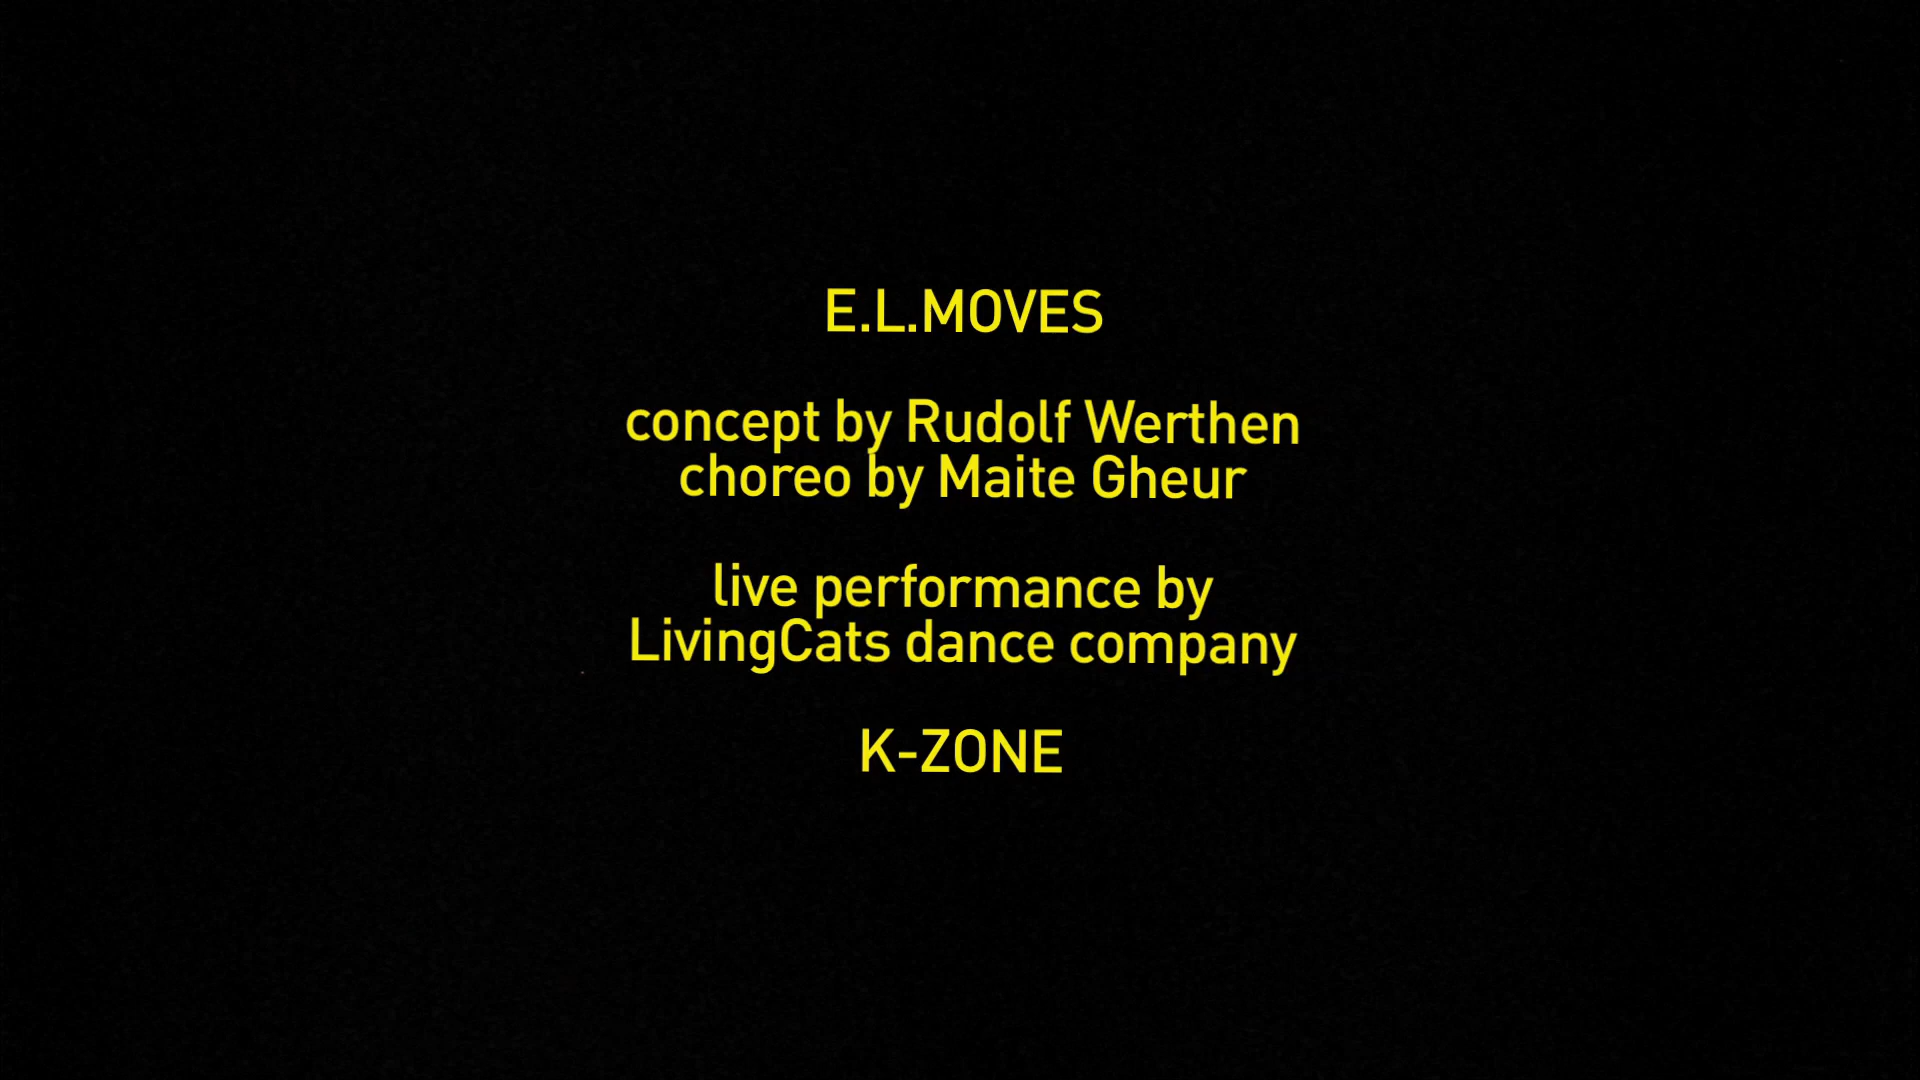 E.L.MOVES
concept by Rudolf Werthen
choreo by Maite Gheur
live performance by
LivingCats dance company
K-ZONE